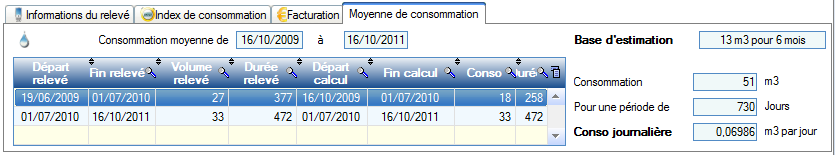 Informations du relevé Index de consommation Facturation Moyenne de consommation
Consommation moyenne de 16/10/2009 à 16/10/2011 Base d'estimation 13 m3 pour 6 mois
Départ relevé Fin relevé Volume relevé Durée relevé Départ calcul Fin calcul Conso uré
19/06/2009 01/07/2010 27 377 16/10/2009 01/07/2010 18 258
01/07/2010 16/10/2011 33 472 01/07/2010 16/10/2011 33 472
Consommation 51 m3
Pour une période de 730 Jours
Conso journalière 0,06986 m3 par jour